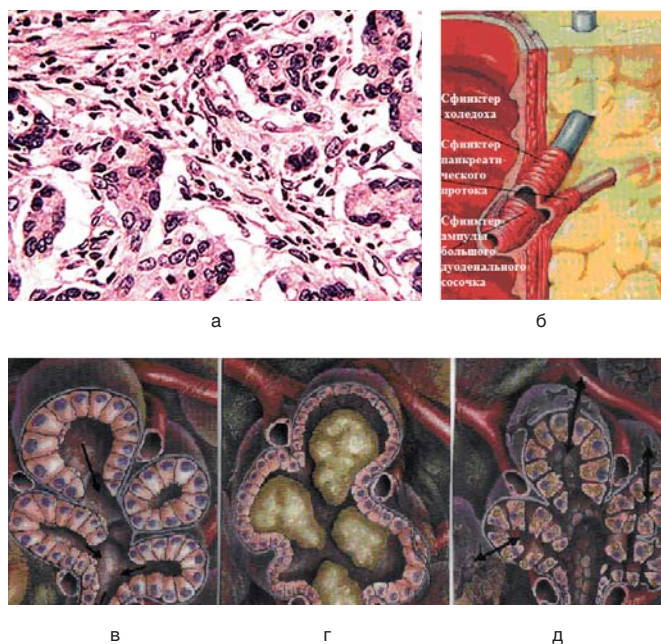 Сфинктер
холедоха
Сфинктер
панкреати-
ческого
протока
Сфинктер
ампулы
большого
дуоденального
сосочка
а
б
в
г
д